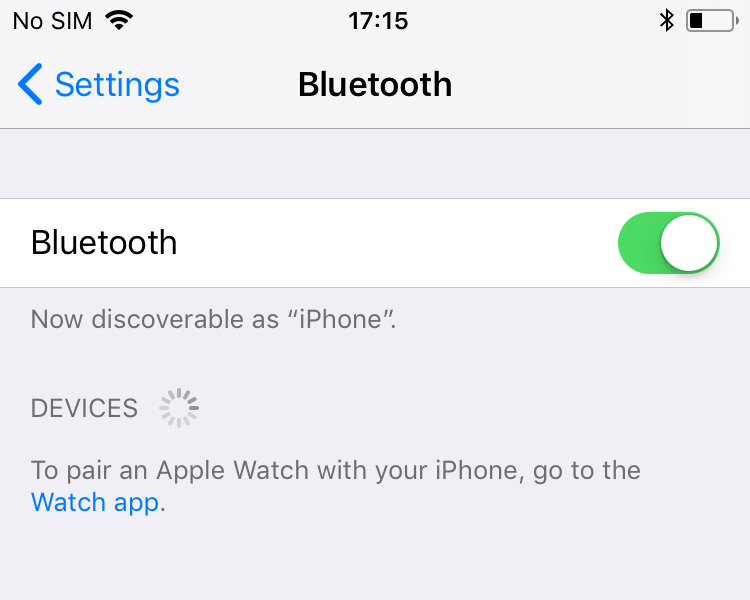 No SIM 17:15
Settings Bluetooth
Bluetooth
Now discoverable as “iPhone”.
DEVICES
To pair an Apple Watch with your iPhone, go to the
Watch app.